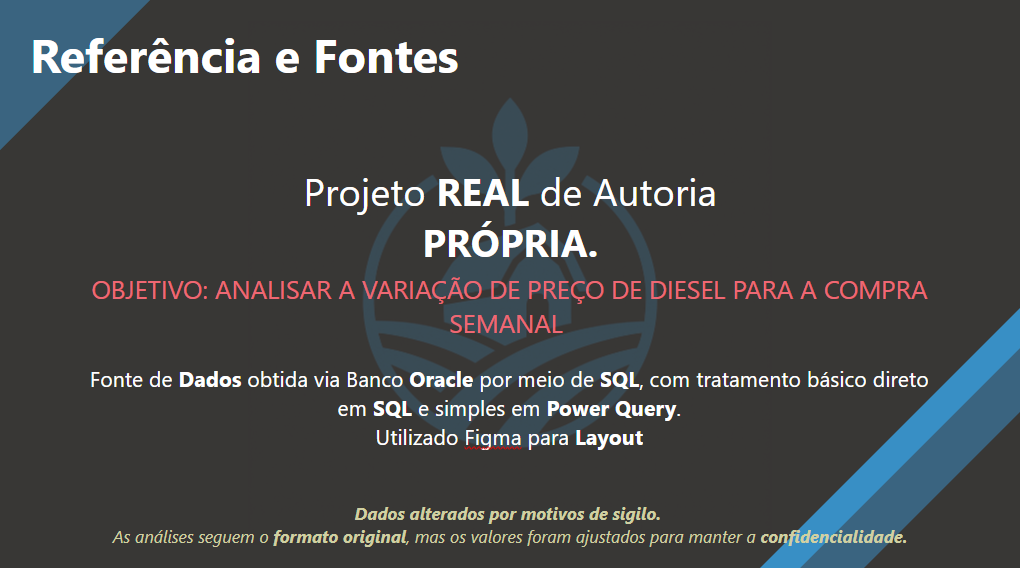 Referência e Fontes
Projeto REAL de Autoria
PRÓPRIA.
OBJETIVO: ANALISAR A VARIAÇÃO DE PREÇO DE DIESEL PARA A COMPRA
SEMANAL
Fonte de Dados obtida via Banco Oracle por meio de SQL, com tratamento básico direto
em SQL e simples em Power Query.
Utilizado Figma para Layout
Dados alterados por motivos de sigilo.
As análises seguem o formato original, mas os valores foram ajustados para manter a confidencialidade.